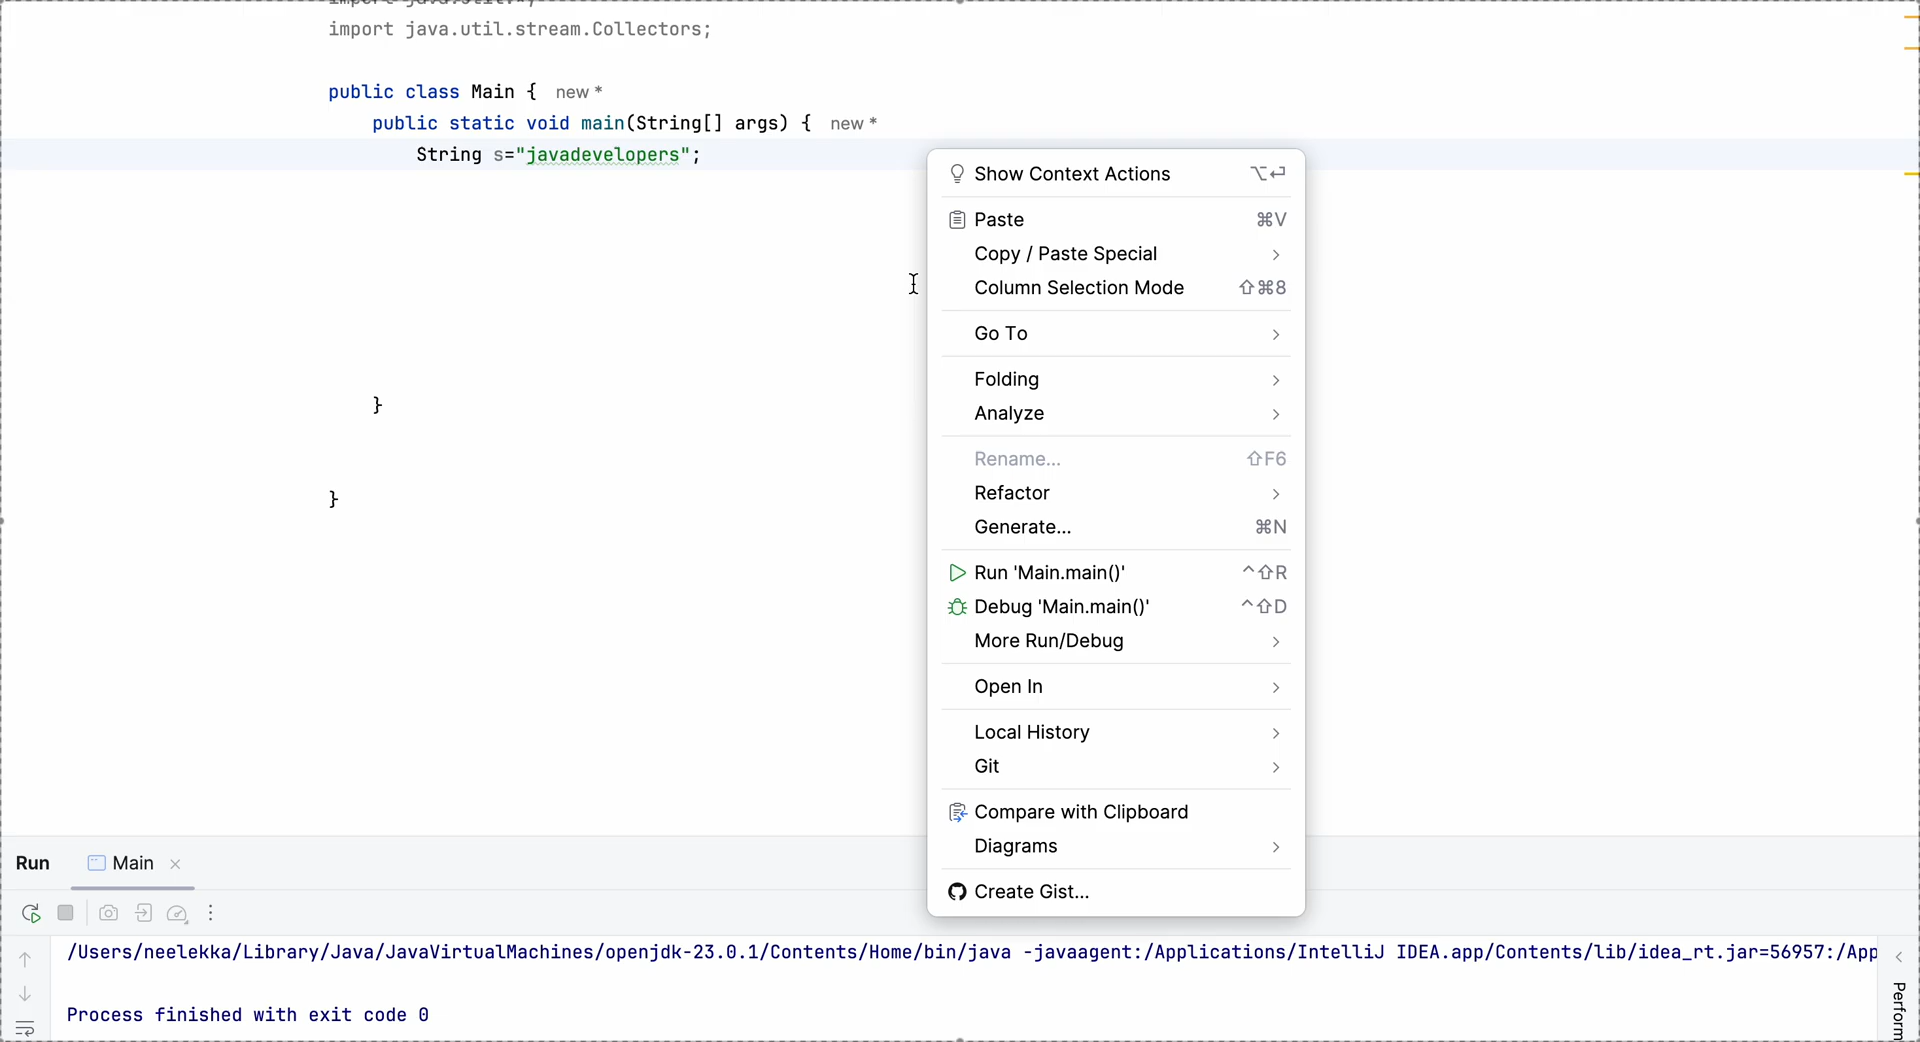 import java.util.*;
import java.util.stream.Collectors;
public class Main { new *
public static void main(String[] args) { new *
String s="javadevelopers";
}
}
Show Context Actions ⌥⏎
Paste ⌘V
Copy / Paste Special
Column Selection Mode ⇧⌘8
Go To
Folding
Analyze
Rename... ⇧F6
Refactor
Generate... ⌘N
Run 'Main.main()' ^⇧R
Debug 'Main.main()' ^⇧D
More Run/Debug
Open In
Local History
Git
Compare with Clipboard
Diagrams
Create Gist...
Run Main
/Users/neelekka/Library/Java/JavaVirtualMachines/openjdk-23.0.1/Contents/Home/bin/java -javaagent:/Applications/IntelliJ IDEA.app/Contents/lib/idea_rt.jar=56957:/App
Process finished with exit code 0
Perform